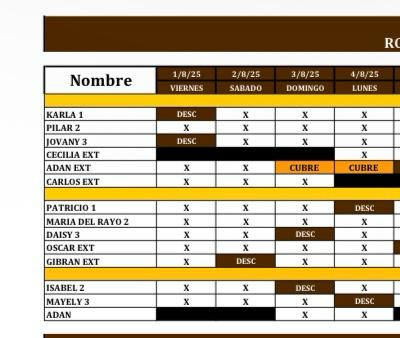 RO
Nombre 1/8/25 2/8/25 3/8/25 4/8/25
VIERNES SABADO DOMINGO LUNES
KARLA 1 DESC X X X
PILAR 2 X X X X
JOVANY 3 DESC X X X
CECILIA EXT X
ADAN EXT X X CUBRE CUBRE
CARLOS EXT X X X
PATRICIO 1 X X X DESC
MARIA DEL RAYO 2 X X X X
DAISY 3 X X DESC X
OSCAR EXT X X X X
GIBRAN EXT X DESC X X
ISABEL 2 X X DESC X
MAYELY 3 X X X DESC
ADAN X X